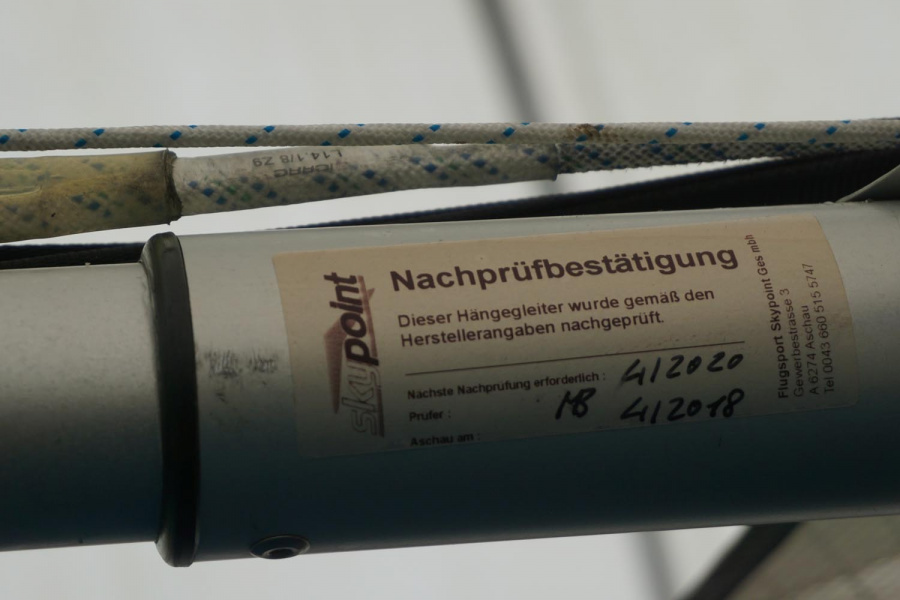 L14.1/8 Z9
skypoint
Nachprüfbestätigung
Dieser Hängegleiter wurde gemäß den
Herstellerangaben nachgeprüft.
Nächste Nachprüfung erforderlich : 4/2020
Prüfer : MB 4/2018
Aschau am :
Flugsport Skypoint Ges mbh
Gewerbestrasse 3
A 6274 Aschau
Tel 0043 660 515 5747